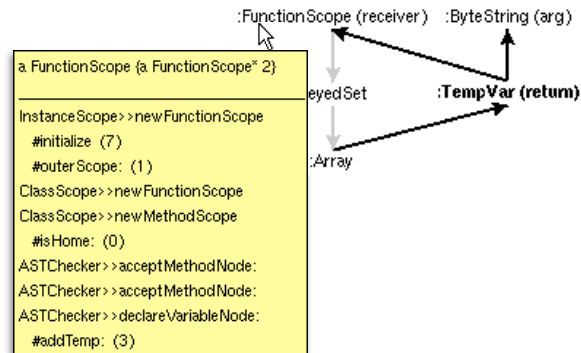 :FunctionScope (receiver) :ByteString (arg)
a FunctionScope {a FunctionScope* 2}
eyedSet :TempVar (return)
InstanceScope>>newFunctionScope
#initialize (7)
#outerScope: (1)
:Array
ClassScope>>newFunctionScope
ClassScope>>newMethodScope
#isHome: (0)
ASTChecker>>acceptMethodNode:
ASTChecker>>acceptMethodNode:
ASTChecker>>declareVariableNode:
#addTemp: (3)